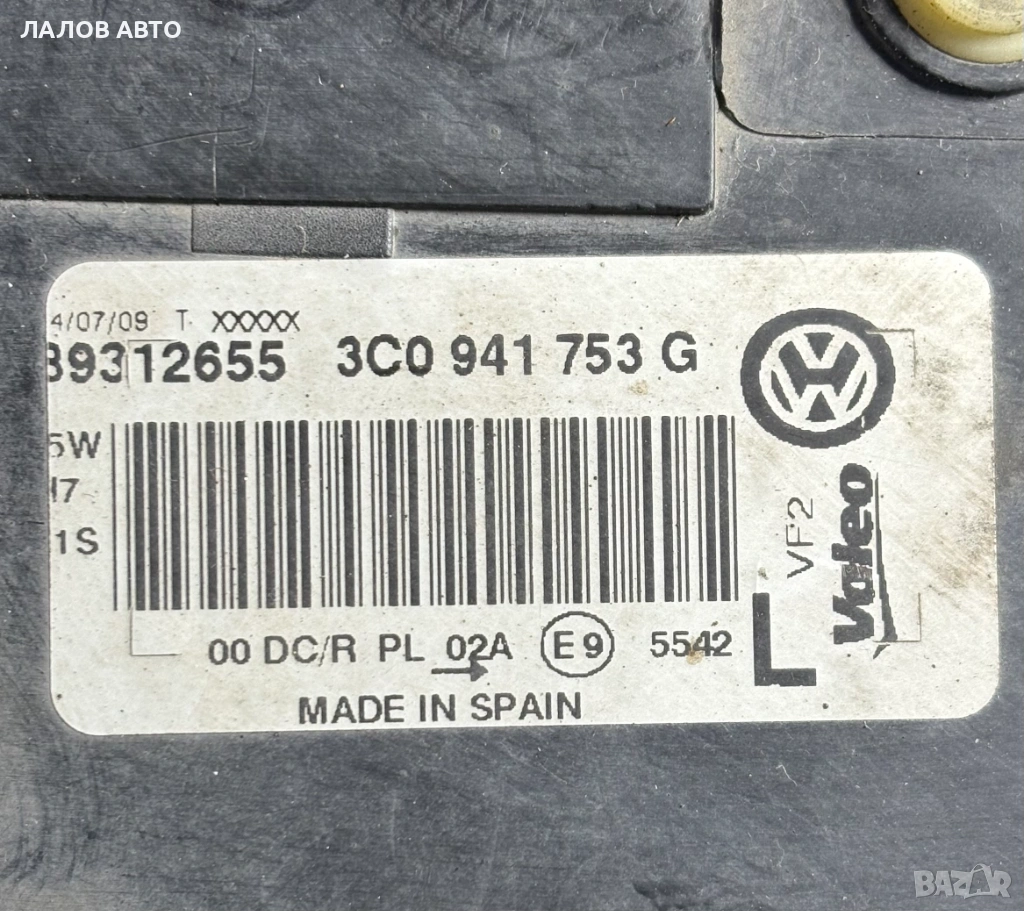 ЛАЛОВ АВТО
4/07/09 T XXXXX
89312655 3C0 941 753 G
5W
H7
1S
VF2
Valeo
L
00 DC/R PL 02A E9 5542
MADE IN SPAIN
BAZAR